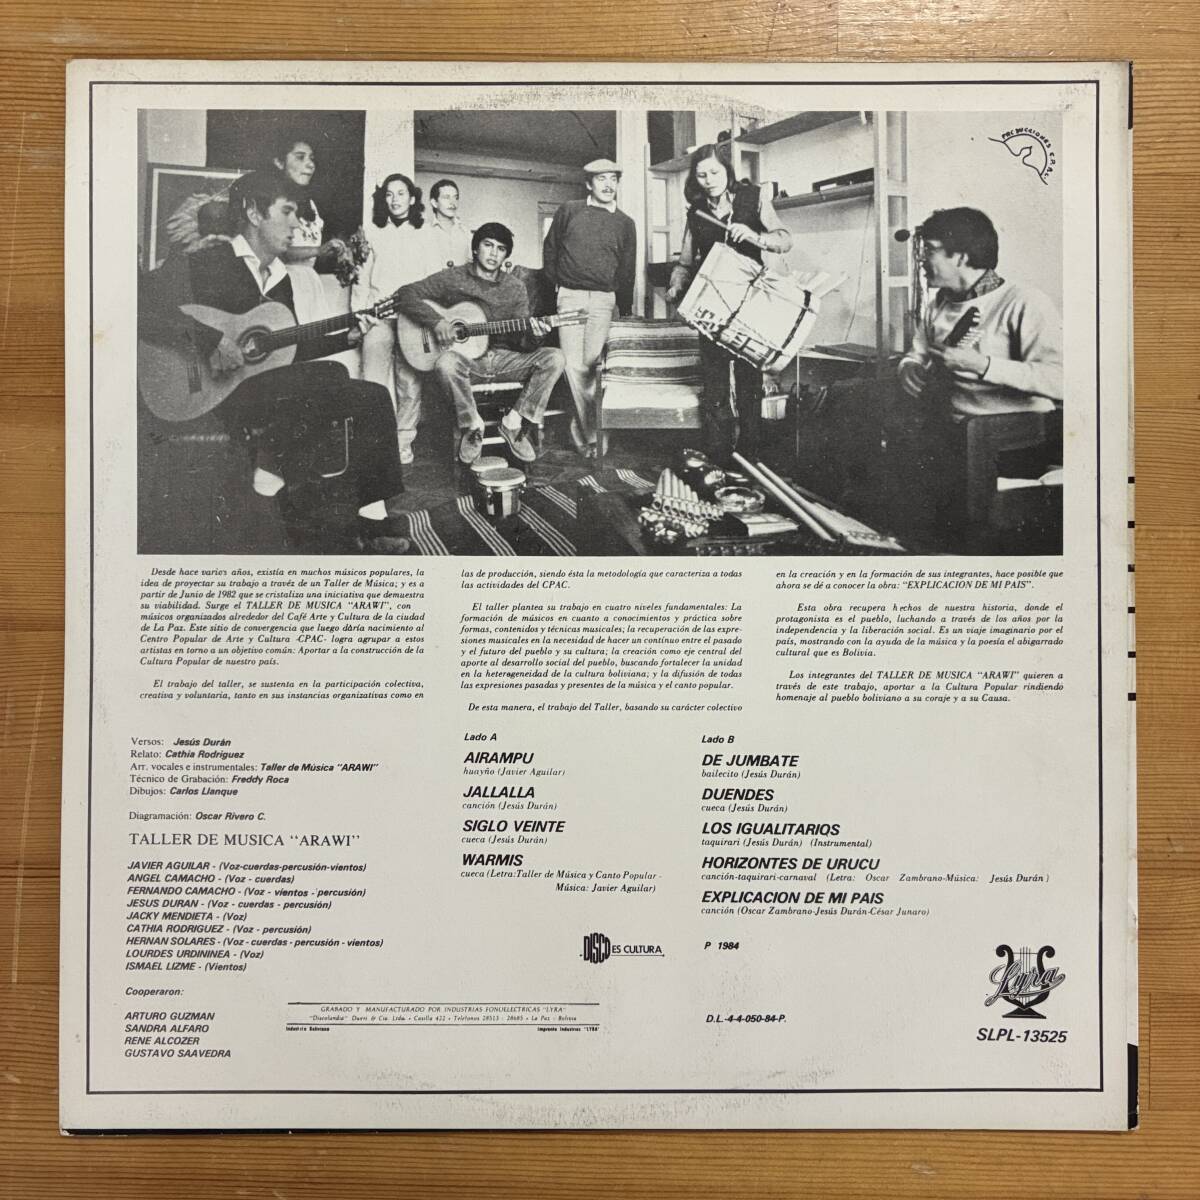 PRODUCCIONES C.P.A.C.
Desde hace varios años, existía en muchos músicos populares, la
idea de proyectar su trabajo a travéz de un Taller de Música; y es a
partir de Junio de 1982 que se cristaliza una iniciativa que demuestra
su viabilidad. Surge el TALLER DE MUSICA "ARAWI", con
músicos organizados alrededor del Café Arte y Cultura de la ciudad
de La Paz. Este sitio de convergencia que luego daría nacimiento al
Centro Popular de Arte y Cultura -CPAC- logra agrupar a estos
artistas en torno a un objetivo común: Aportar a la construcción de la
Cultura Popular de nuestro país.
El trabajo del taller, se sustenta en la participación colectiva,
creativa y voluntaria, tanto en sus instancias organizativas como en
las de producción, siendo ésta la metodología que caracteriza a todas
las actividades del CPAC.
El taller plantea su trabajo en cuatro niveles fundamentales: La
formación de músicos en cuanto a conocimientos y práctica sobre
formas, contenidos y técnicas musicales; la recuperación de las expre-
siones musicales en la necesidad de hacer un contínuo entre el pasado
y el futuro del pueblo y su cultura; la creación como eje central del
aporte al desarrollo social del pueblo, buscando fortalecer la unidad
en la heterogeneidad de la cultura boliviana; y la difusión de todas
las expresiones pasadas y presentes de la música y el canto popular.
De esta manera, el trabajo del Taller, basando su carácter colectivo
en la creación y en la formación de sus integrantes, hace posible que
ahora se dé a conocer la obra: "EXPLICACION DE MI PAIS".
Esta obra recupera hechos de nuestra historia, donde el
protagonista es el pueblo, luchando a través de los años por la
independencia y la liberación social. Es un viaje imaginario por el
país, mostrando con la ayuda de la música y la poesía el abigarrado
cultural que es Bolivia.
Los integrantes del TALLER DE MUSICA "ARAWI" quieren a
través de este trabajo, aportar a la Cultura Popular rindiendo
homenaje al pueblo boliviano a su coraje y a su Causa.
Versos: Jesús Durán
Relato: Cathia Rodríguez
Arr. vocales e instrumentales: Taller de Música "ARAWI"
Técnico de Grabación: Freddy Roca
Dibujos: Carlos Llanque
Diagramación: Oscar Rivero C.
TALLER DE MUSICA "ARAWI"
JAVIER AGUILAR - (Voz-cuerdas-percusión-vientos)
ANGEL CAMACHO - (Voz - cuerdas)
FERNANDO CAMACHO - (Voz - vientos - percusión)
JESUS DURAN - (Voz - cuerdas - percusión)
JACKY MENDIETA - (Voz)
CATHIA RODRIGUEZ - (Voz - percusión)
HERNAN SOLARES - (Voz - cuerdas - percusión - vientos)
LOURDES URDININEA - (Voz)
ISMAEL LIZME - (Vientos)
Cooperaron:
ARTURO GUZMAN
SANDRA ALFARO
RENE ALCOZER
GUSTAVO SAAVEDRA
Lado A
AIRAMPU
huayño (Javier Aguilar)
JALLALLA
canción (Jesús Durán)
SIGLO VEINTE
cueca (Jesús Durán)
WARMIS
cueca (Letra:Taller de Música y Canto Popular -
Música: Javier Aguilar)
Lado B
DE JUMBATE
bailecito (Jesús Durán)
DUENDES
cueca (Jesús Durán)
LOS IGUALITARIOS
taquirari (Jesús Durán) (Instrumental)
HORIZONTES DE URUCU
canción-taquirari-carnaval (Letra: Oscar Zambrano-Música: Jesús Durán)
EXPLICACION DE MI PAIS
canción (Oscar Zambrano-Jesús Durán-César Junaro)
DISCO ES CULTURA
P 1984
GRABADO Y MANUFACTURADO POR INDUSTRIAS FONOELECTRICAS "LYRA"
"Discolandia" Dueri & Cia. Ltda. • Casilla 422 • Teléfonos 28513 - 28685 • La Paz - Bolivia
Industria Boliviana Imprenta Industrias "LYRA"
D.L.-4-4-050-84-P.
Lyra
SLPL-13525